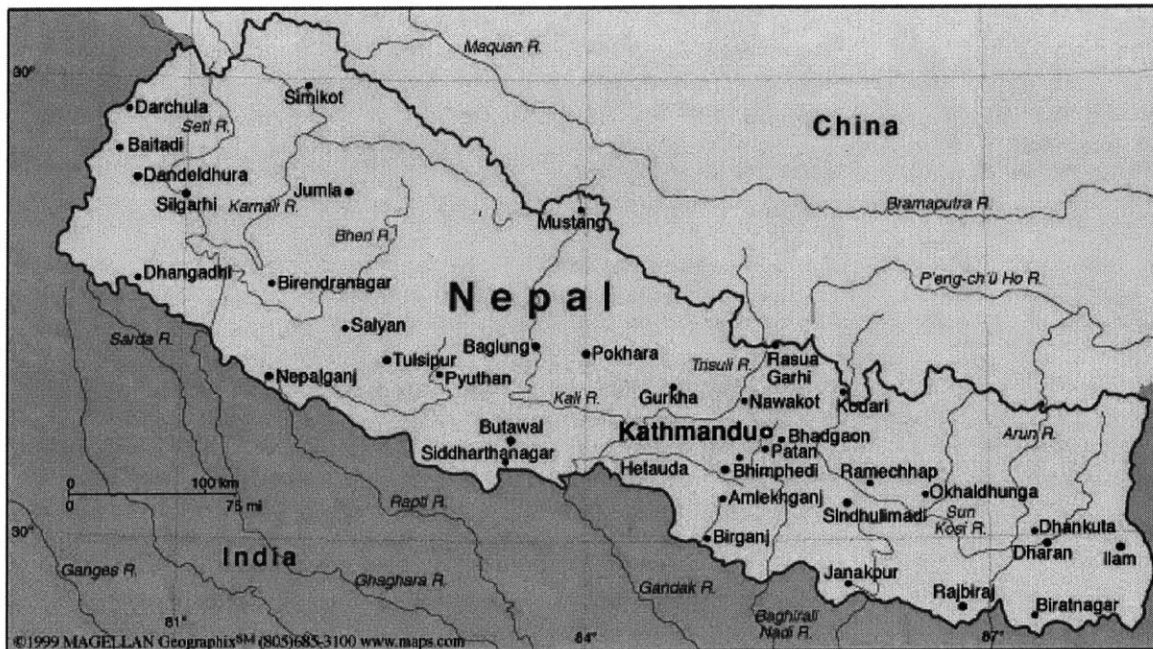 Maquan R.
30°
Simikot
Darchula
China
Seti R.
Baitadi
Dandeldhura
Jumla
Silgarhi
Karnali R.
Bramaputra R.
Mustang
Bheri R.
Dhangadhi
Birendranagar
P'eng-ch'ü Ho R.
Nepal
Salyan
Sarda R.
Baglung
Pokhara
Tulsipur
Trisuli R.
Rasua
Garhi
Nepalganj
Pyuthan
Gurkha
Kali R.
Nawakot
Kodari
Butawal
Kathmandu
Bhadgaon
Arun R.
Siddharthanagar
Patan
Hetauda
Bhimphedi
Ramechhap
0 100 km
75 mi
Rapti R.
Amlekhganj
Okhaldhunga
Sindhulimadi
Sun
Kosi R.
30°
Birganj
Dhankuta
Dharan
Ilam
India
Ganges R.
Ghaghara R.
Gandak R.
Janakpur
Rajbiraj
Biratnagar
Baghirali
Nadi R.
81°
84°
87°
©1999 MAGELLAN Geographix℠ (805)685-3100 www.maps.com